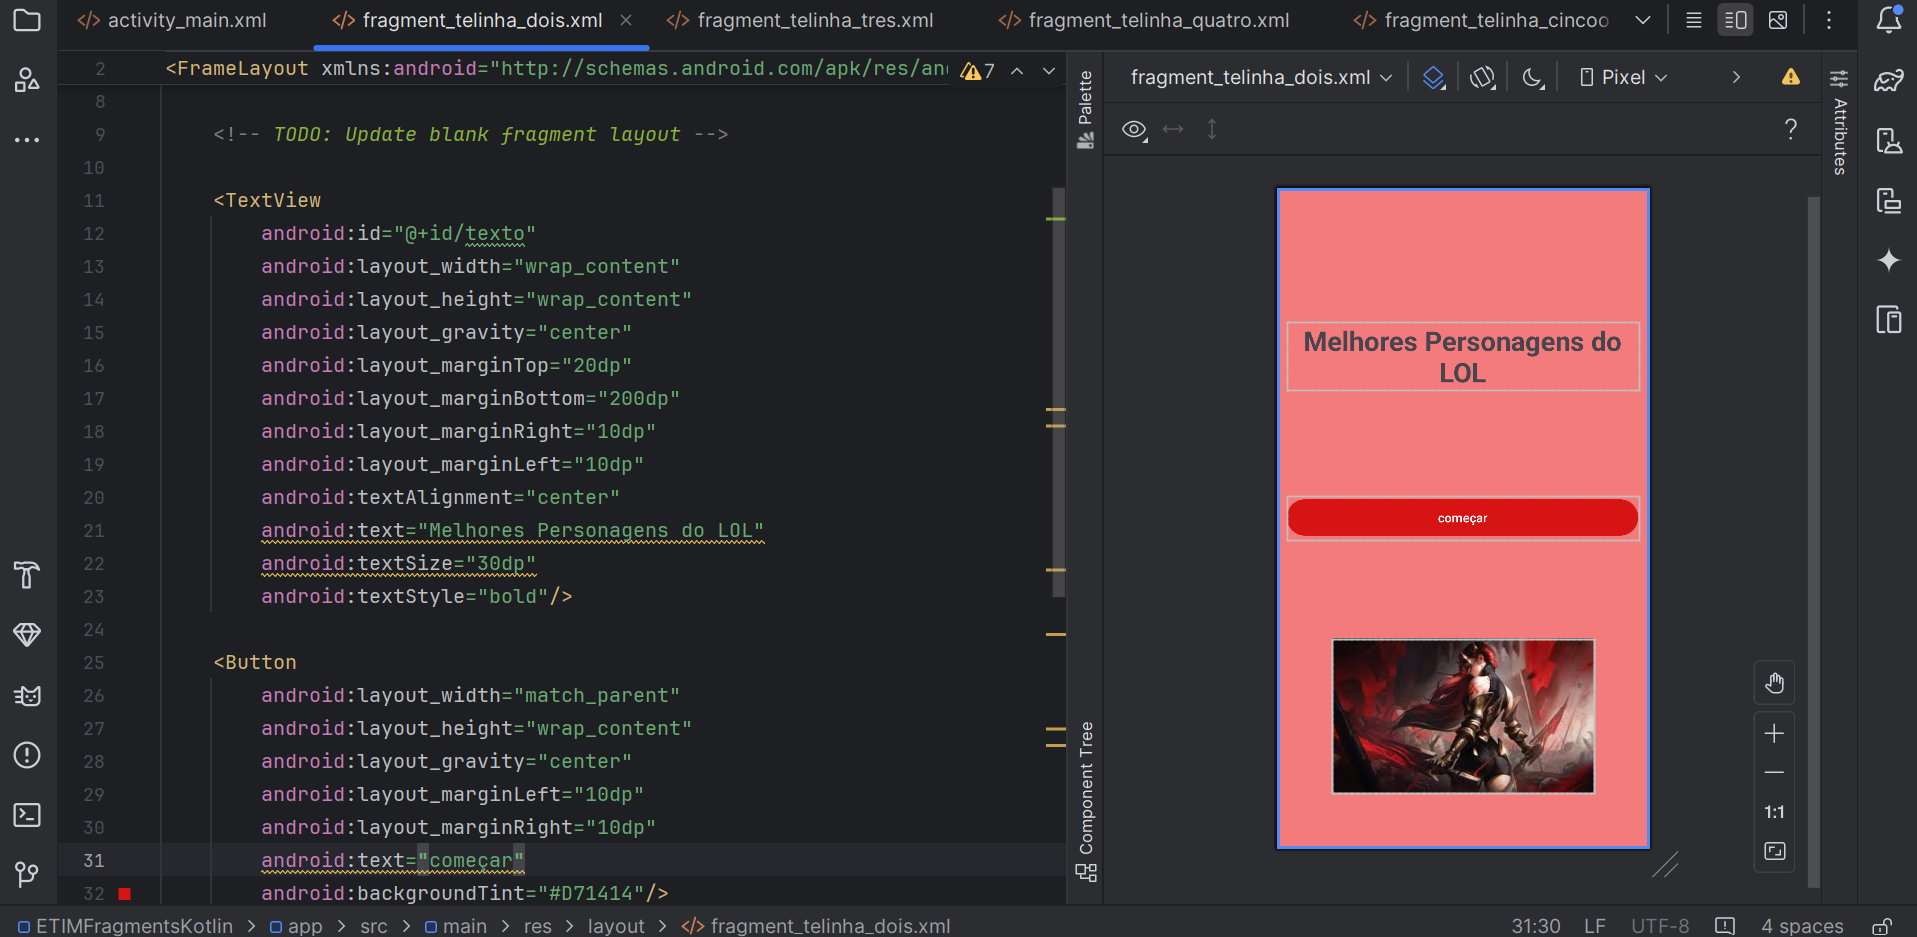 activity_main.xml
fragment_telinha_dois.xml
fragment_telinha_tres.xml
fragment_telinha_quatro.xml
fragment_telinha_cincoo
2 <FrameLayout xmlns:android="http://schemas.android.com/apk/res/and
7
8
9 <!-- TODO: Update blank fragment layout -->
10
11 <TextView
12 android:id="@+id/texto"
13 android:layout_width="wrap_content"
14 android:layout_height="wrap_content"
15 android:layout_gravity="center"
16 android:layout_marginTop="20dp"
17 android:layout_marginBottom="200dp"
18 android:layout_marginRight="10dp"
19 android:layout_marginLeft="10dp"
20 android:textAlignment="center"
21 android:text="Melhores Personagens do LOL"
22 android:textSize="30dp"
23 android:textStyle="bold"/>
24
25 <Button
26 android:layout_width="match_parent"
27 android:layout_height="wrap_content"
28 android:layout_gravity="center"
29 android:layout_marginLeft="10dp"
30 android:layout_marginRight="10dp"
31 android:text="começar"
32 android:backgroundTint="#D71414"/>
Palette
Component Tree
fragment_telinha_dois.xml
Pixel
?
Attributes
Melhores Personagens do
LOL
começar
1:1
ETIMFragmentsKotlin > app > src > main > res > layout > fragment_telinha_dois.xml
31:30 LF UTF-8 4 spaces